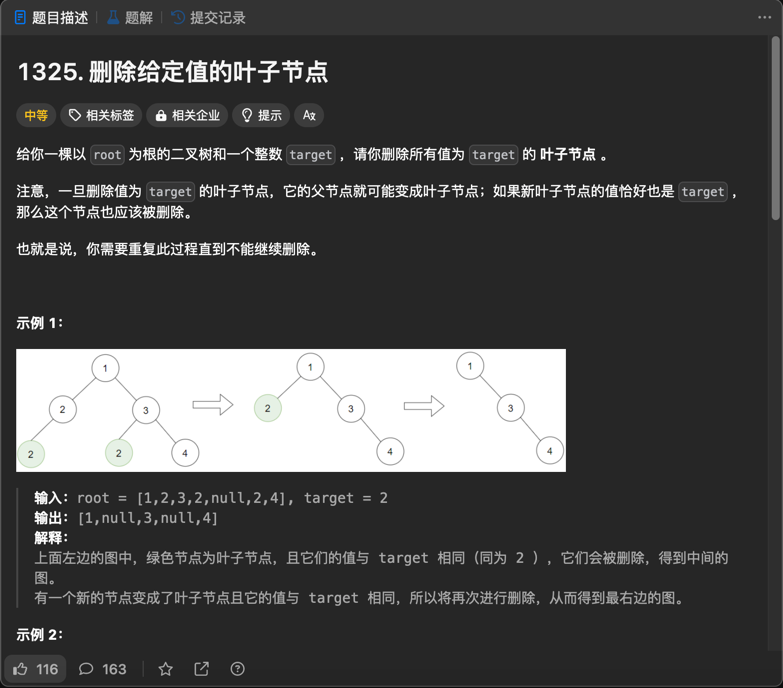 题目描述 题解 提交记录
1325. 删除给定值的叶子节点
中等 相关标签 相关企业 提示
给你一棵以 root 为根的二叉树和一个整数 target ，请你删除所有值为 target 的 叶子节点 。
注意，一旦删除值为 target 的叶子节点，它的父节点就可能变成叶子节点；如果新叶子节点的值恰好也是 target ，
那么这个节点也应该被删除。
也就是说，你需要重复此过程直到不能继续删除。
示例 1：
1 1 1
2 3 2 3 3
2 2 4 4 4
输入：root = [1,2,3,2,null,2,4], target = 2
输出：[1,null,3,null,4]
解释：
上面左边的图中，绿色节点为叶子节点，且它们的值与 target 相同（同为 2 ），它们会被删除，得到中间的
图。
有一个新的节点变成了叶子节点且它的值与 target 相同，所以将再次进行删除，从而得到最右边的图。
示例 2：
116 163